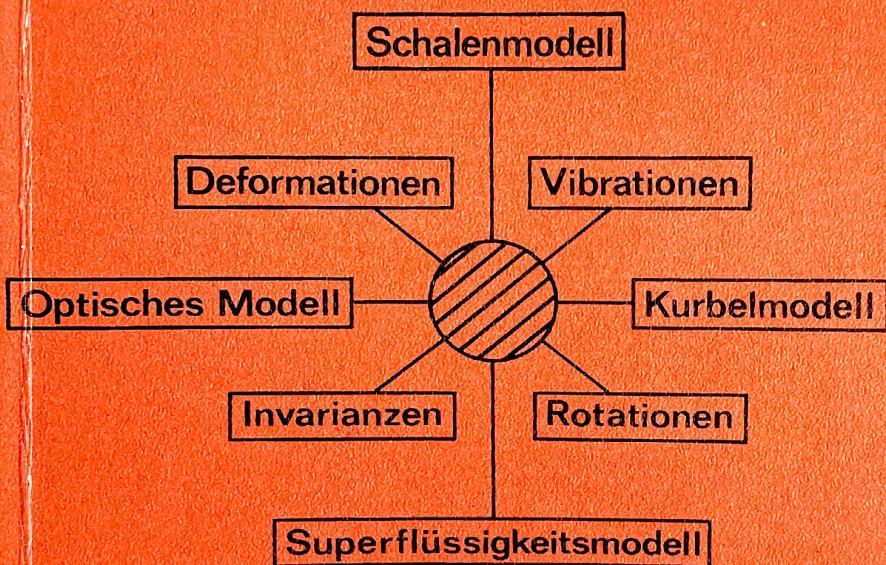 Schalenmodell
Deformationen
Vibrationen
Optisches Modell
Kurbelmodell
Invarianzen
Rotationen
Superflüssigkeitsmodell